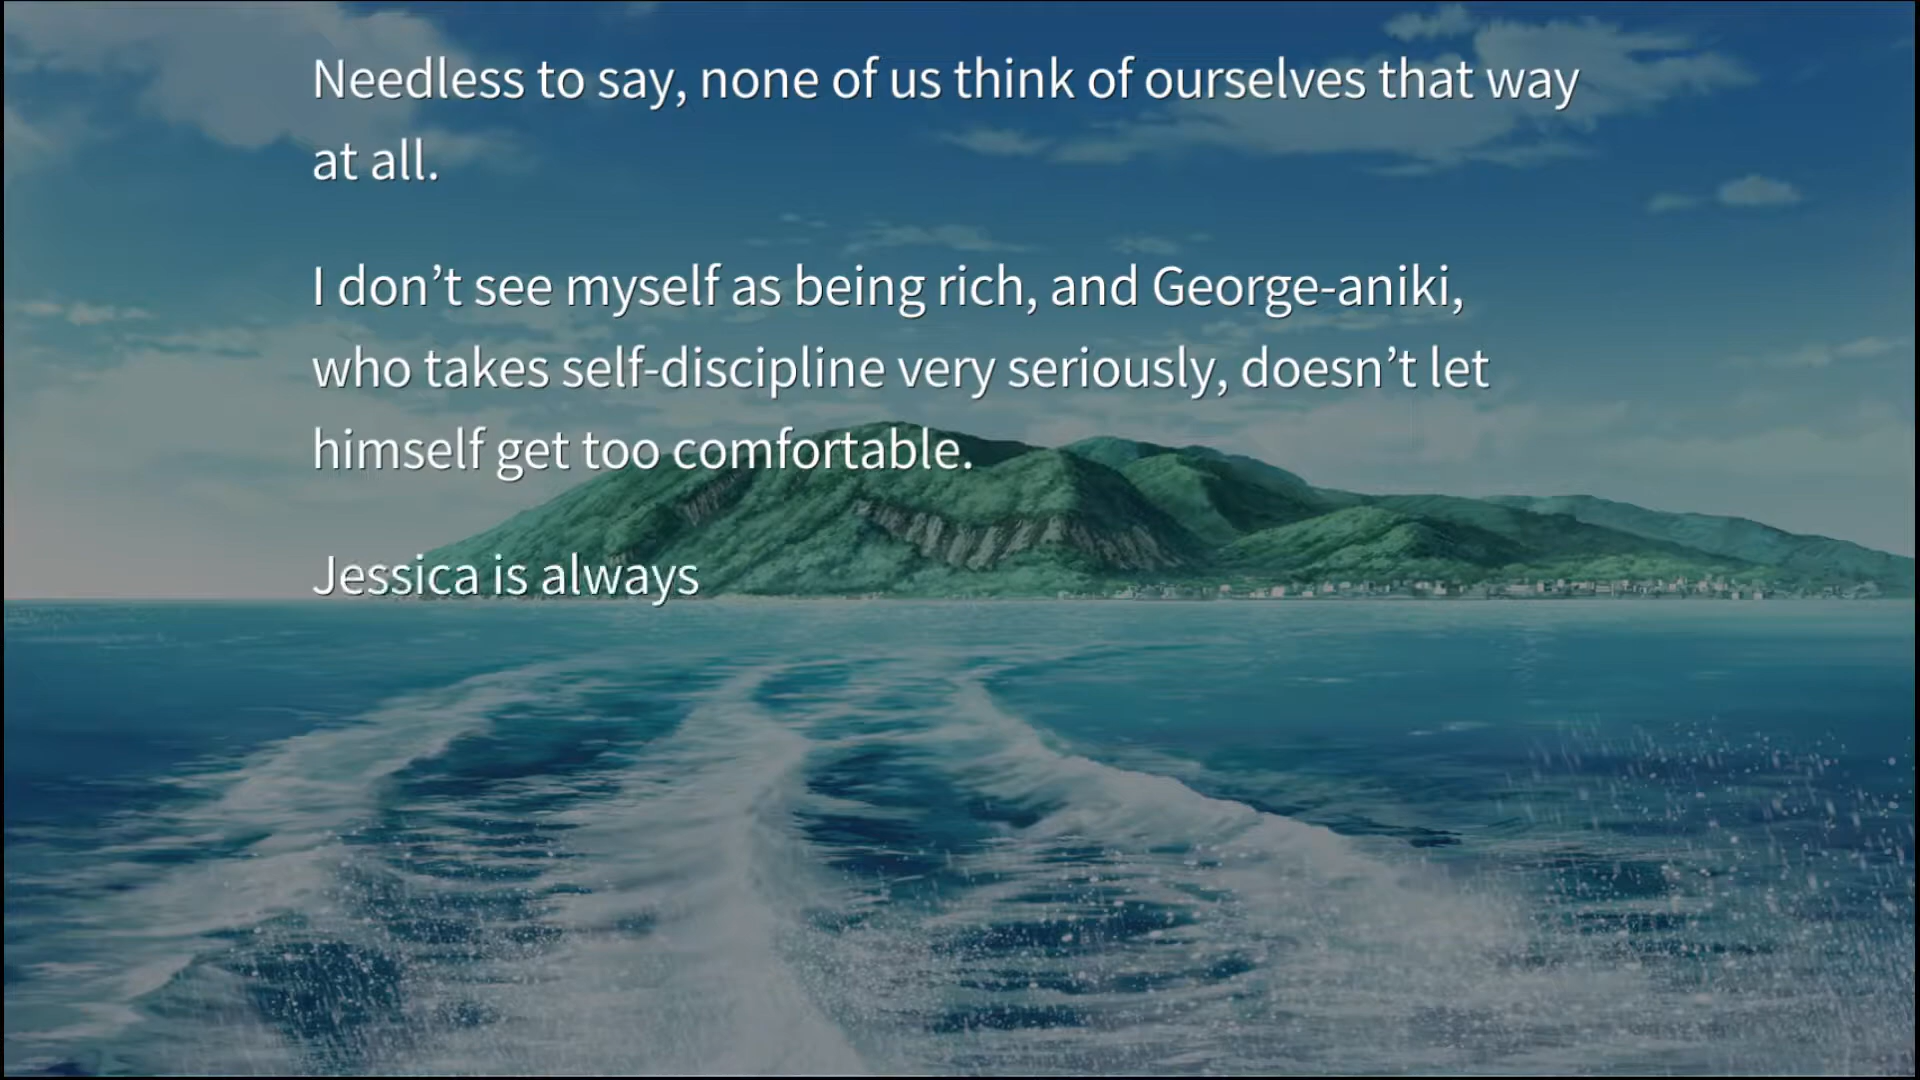 Needless to say, none of us think of ourselves that way
at all.
I don’t see myself as being rich, and George-aniki,
who takes self-discipline very seriously, doesn’t let
himself get too comfortable.
Jessica is always